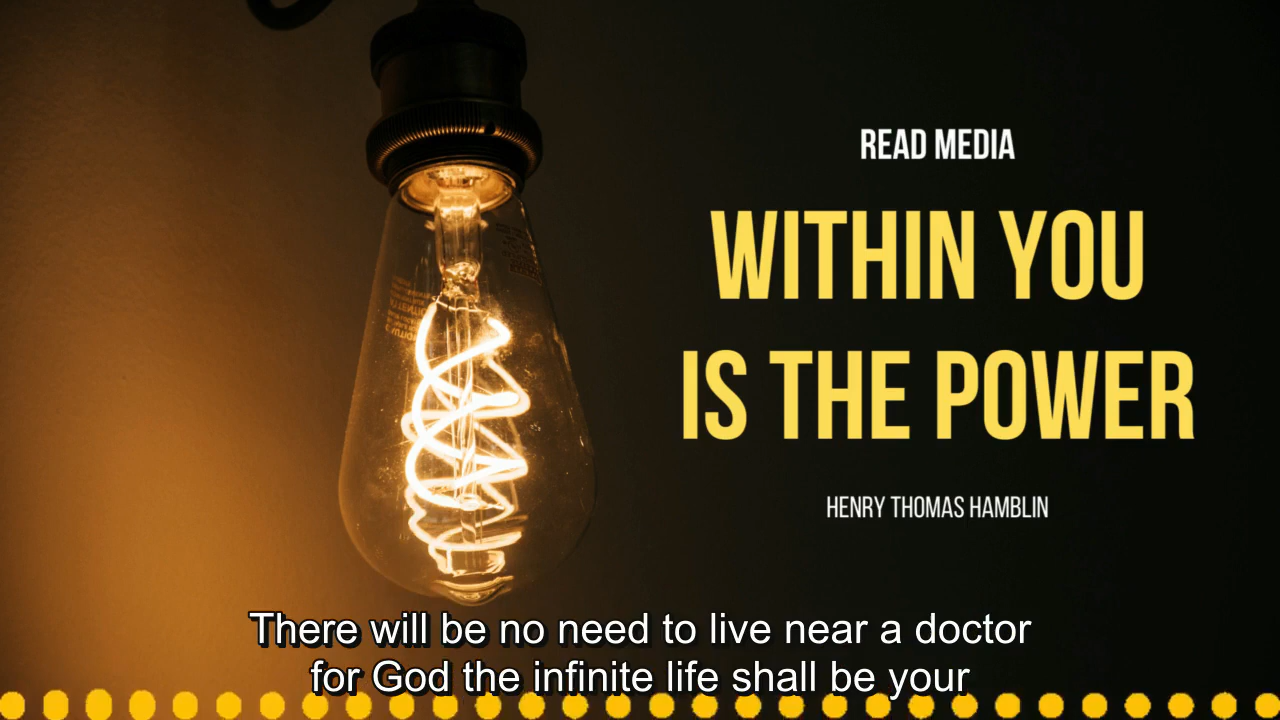 READ MEDIA
WITHIN YOU
IS THE POWER
HENRY THOMAS HAMBLIN
There will be no need to live near a doctor
for God the infinite life shall be your